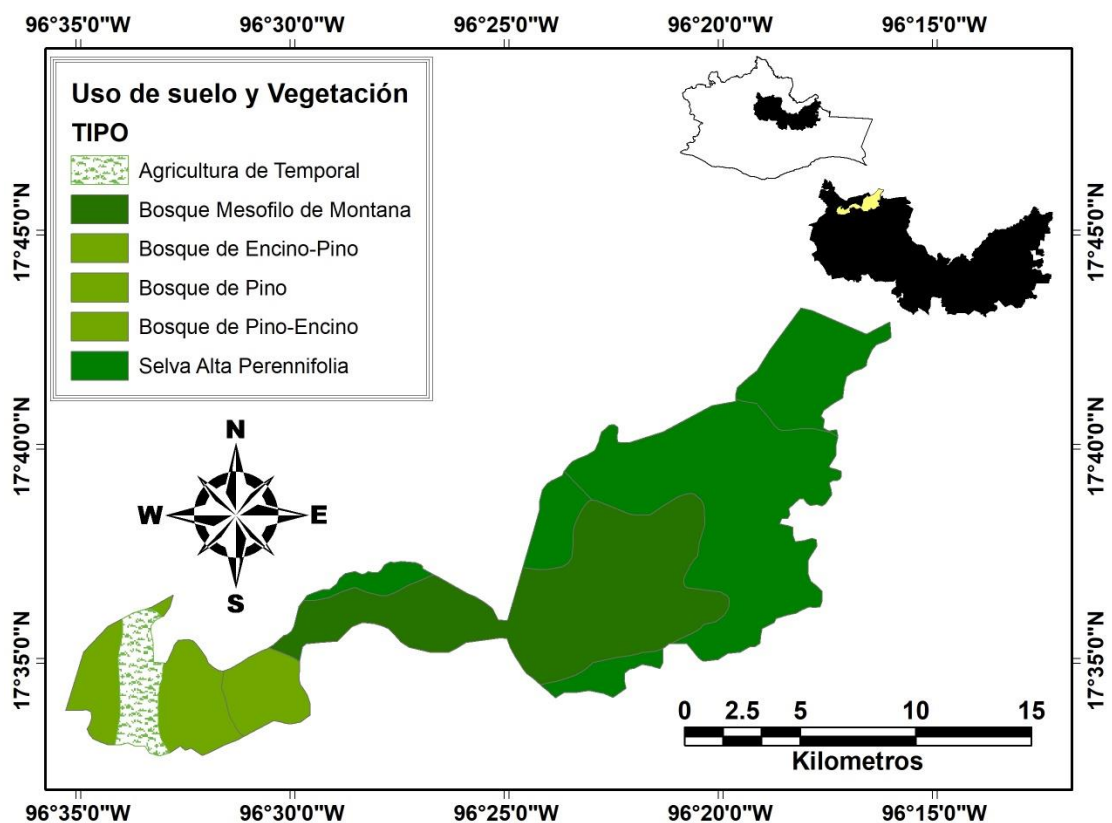 96°35'0"W 96°30'0"W 96°25'0"W 96°20'0"W 96°15'0"W
Uso de suelo y Vegetación
TIPO
Agricultura de Temporal
Bosque Mesofilo de Montana
Bosque de Encino-Pino
Bosque de Pino
Bosque de Pino-Encino
Selva Alta Perennifolia
17°45'0"N 17°45'0"N
17°40'0"N 17°40'0"N
N
W E
S
17°35'0"N 17°35'0"N
0 2.5 5 10 15
Kilometros
96°35'0"W 96°30'0"W 96°25'0"W 96°20'0"W 96°15'0"W